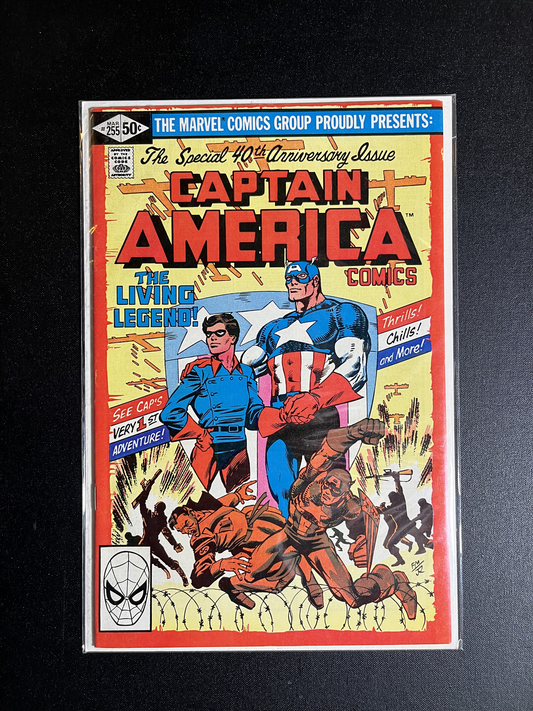 MAR
# 255
50¢
THE MARVEL COMICS GROUP PROUDLY PRESENTS:
APPROVED
BY THE
COMICS
CODE
AUTHORITY
The Special 40th Anniversary Issue
CAPTAIN
AMERICA™
COMICS
THE
LIVING
LEGEND!
Thrills!
Chills!
and More!
SEE CAP'S
VERY 1ST
ADVENTURE!